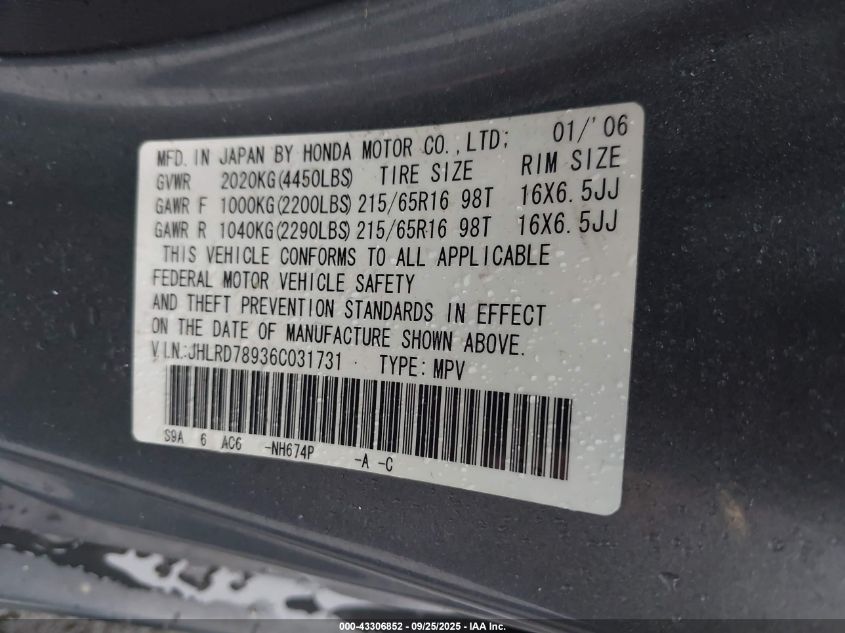 MFD. IN JAPAN BY HONDA MOTOR CO.,LTD; 01/'06
GVWR 2020KG(4450LBS) TIRE SIZE RIM SIZE
GAWR F 1000KG(2200LBS) 215/65R16 98T 16X6.5JJ
GAWR R 1040KG(2290LBS) 215/65R16 98T 16X6.5JJ
THIS VEHICLE CONFORMS TO ALL APPLICABLE
FEDERAL MOTOR VEHICLE SAFETY
AND THEFT PREVENTION STANDARDS IN EFFECT
ON THE DATE OF MANUFACTURE SHOWN ABOVE.
V.I.N.:JHLRD78936C031731 TYPE: MPV
S9A 6 AC6 -NH674P -A -C
000-43306852 - 09/25/2025 - IAA Inc.